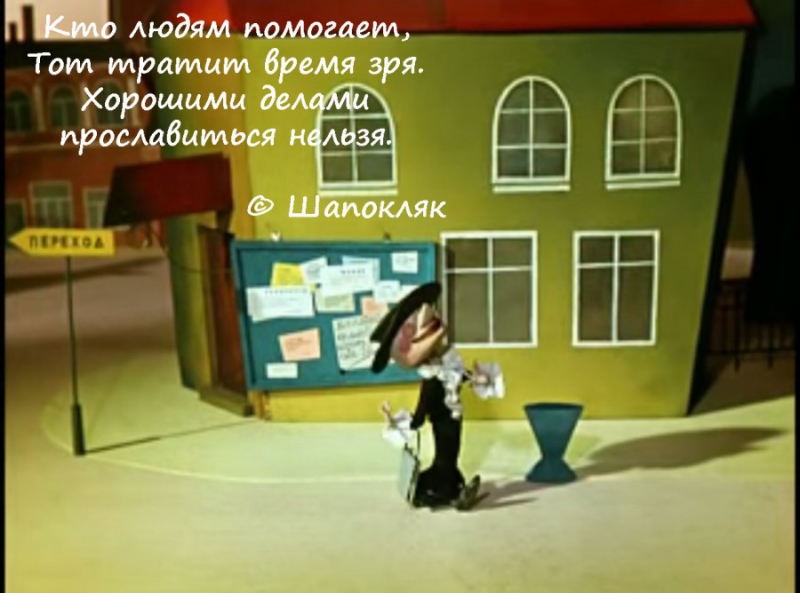 Кто людям помогает,
Тот тратит время зря.
Хорошими делами
прославиться нельзя.
© Шапокляк
ПЕРЕХОД